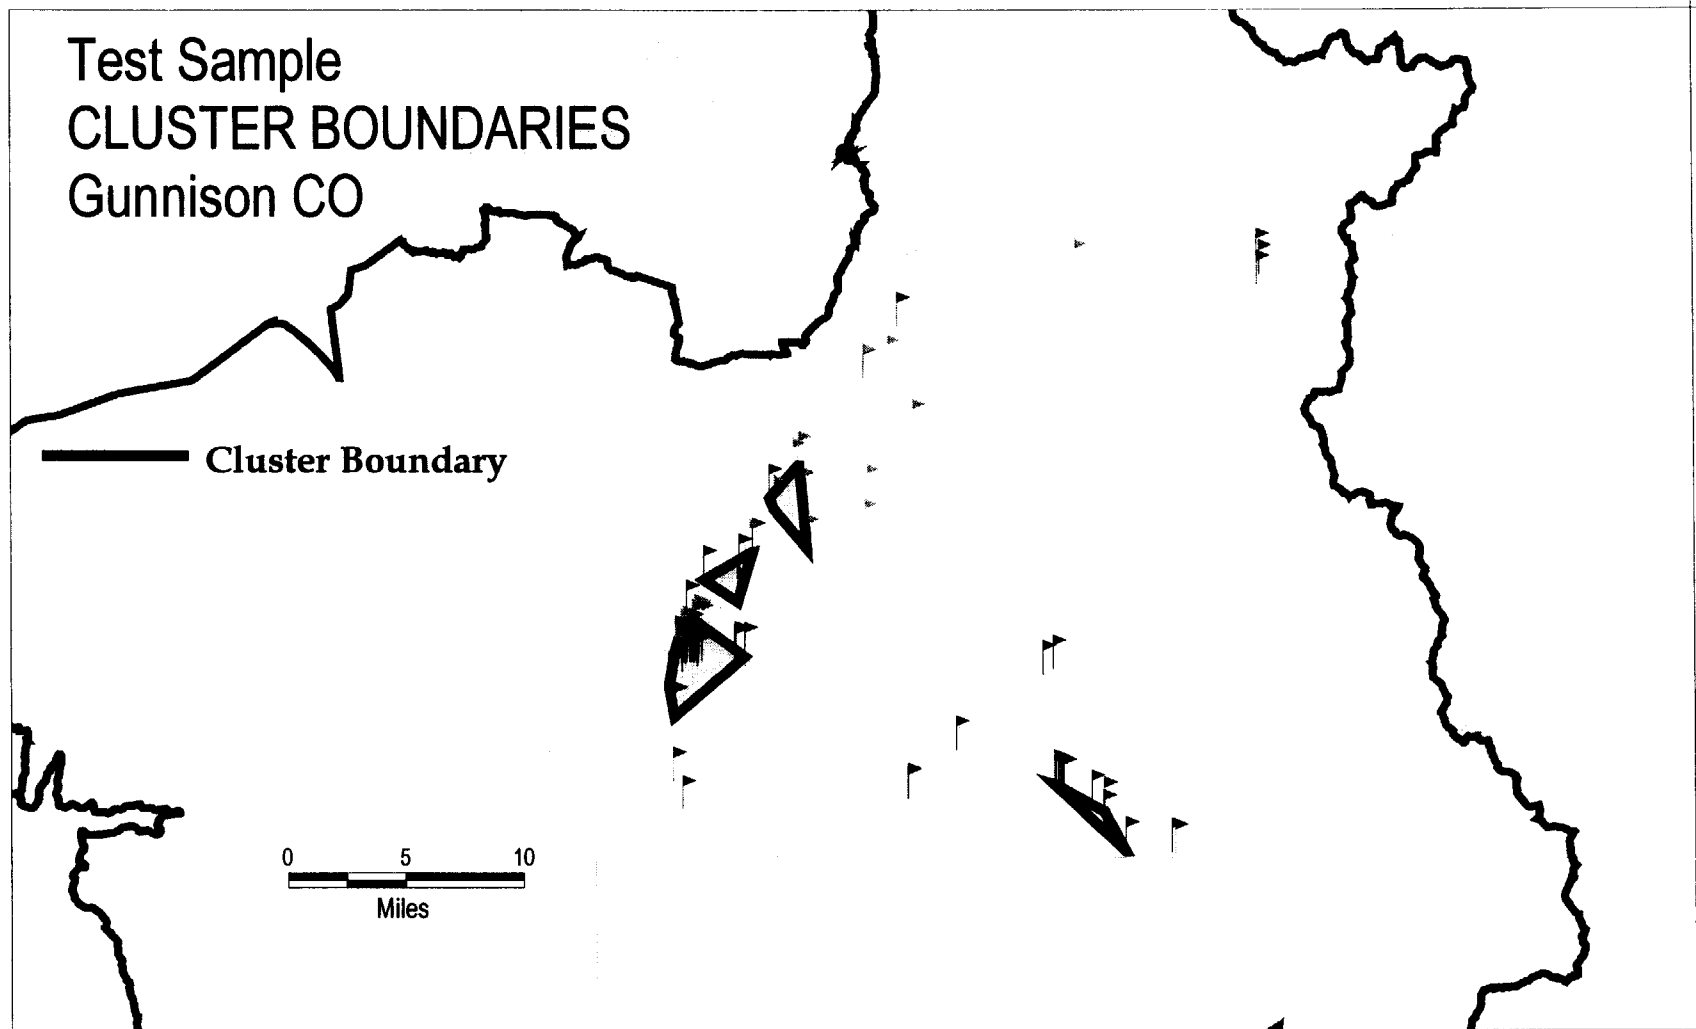 Test Sample
CLUSTER BOUNDARIES
Gunnison CO
Cluster Boundary
0 5 10
Miles